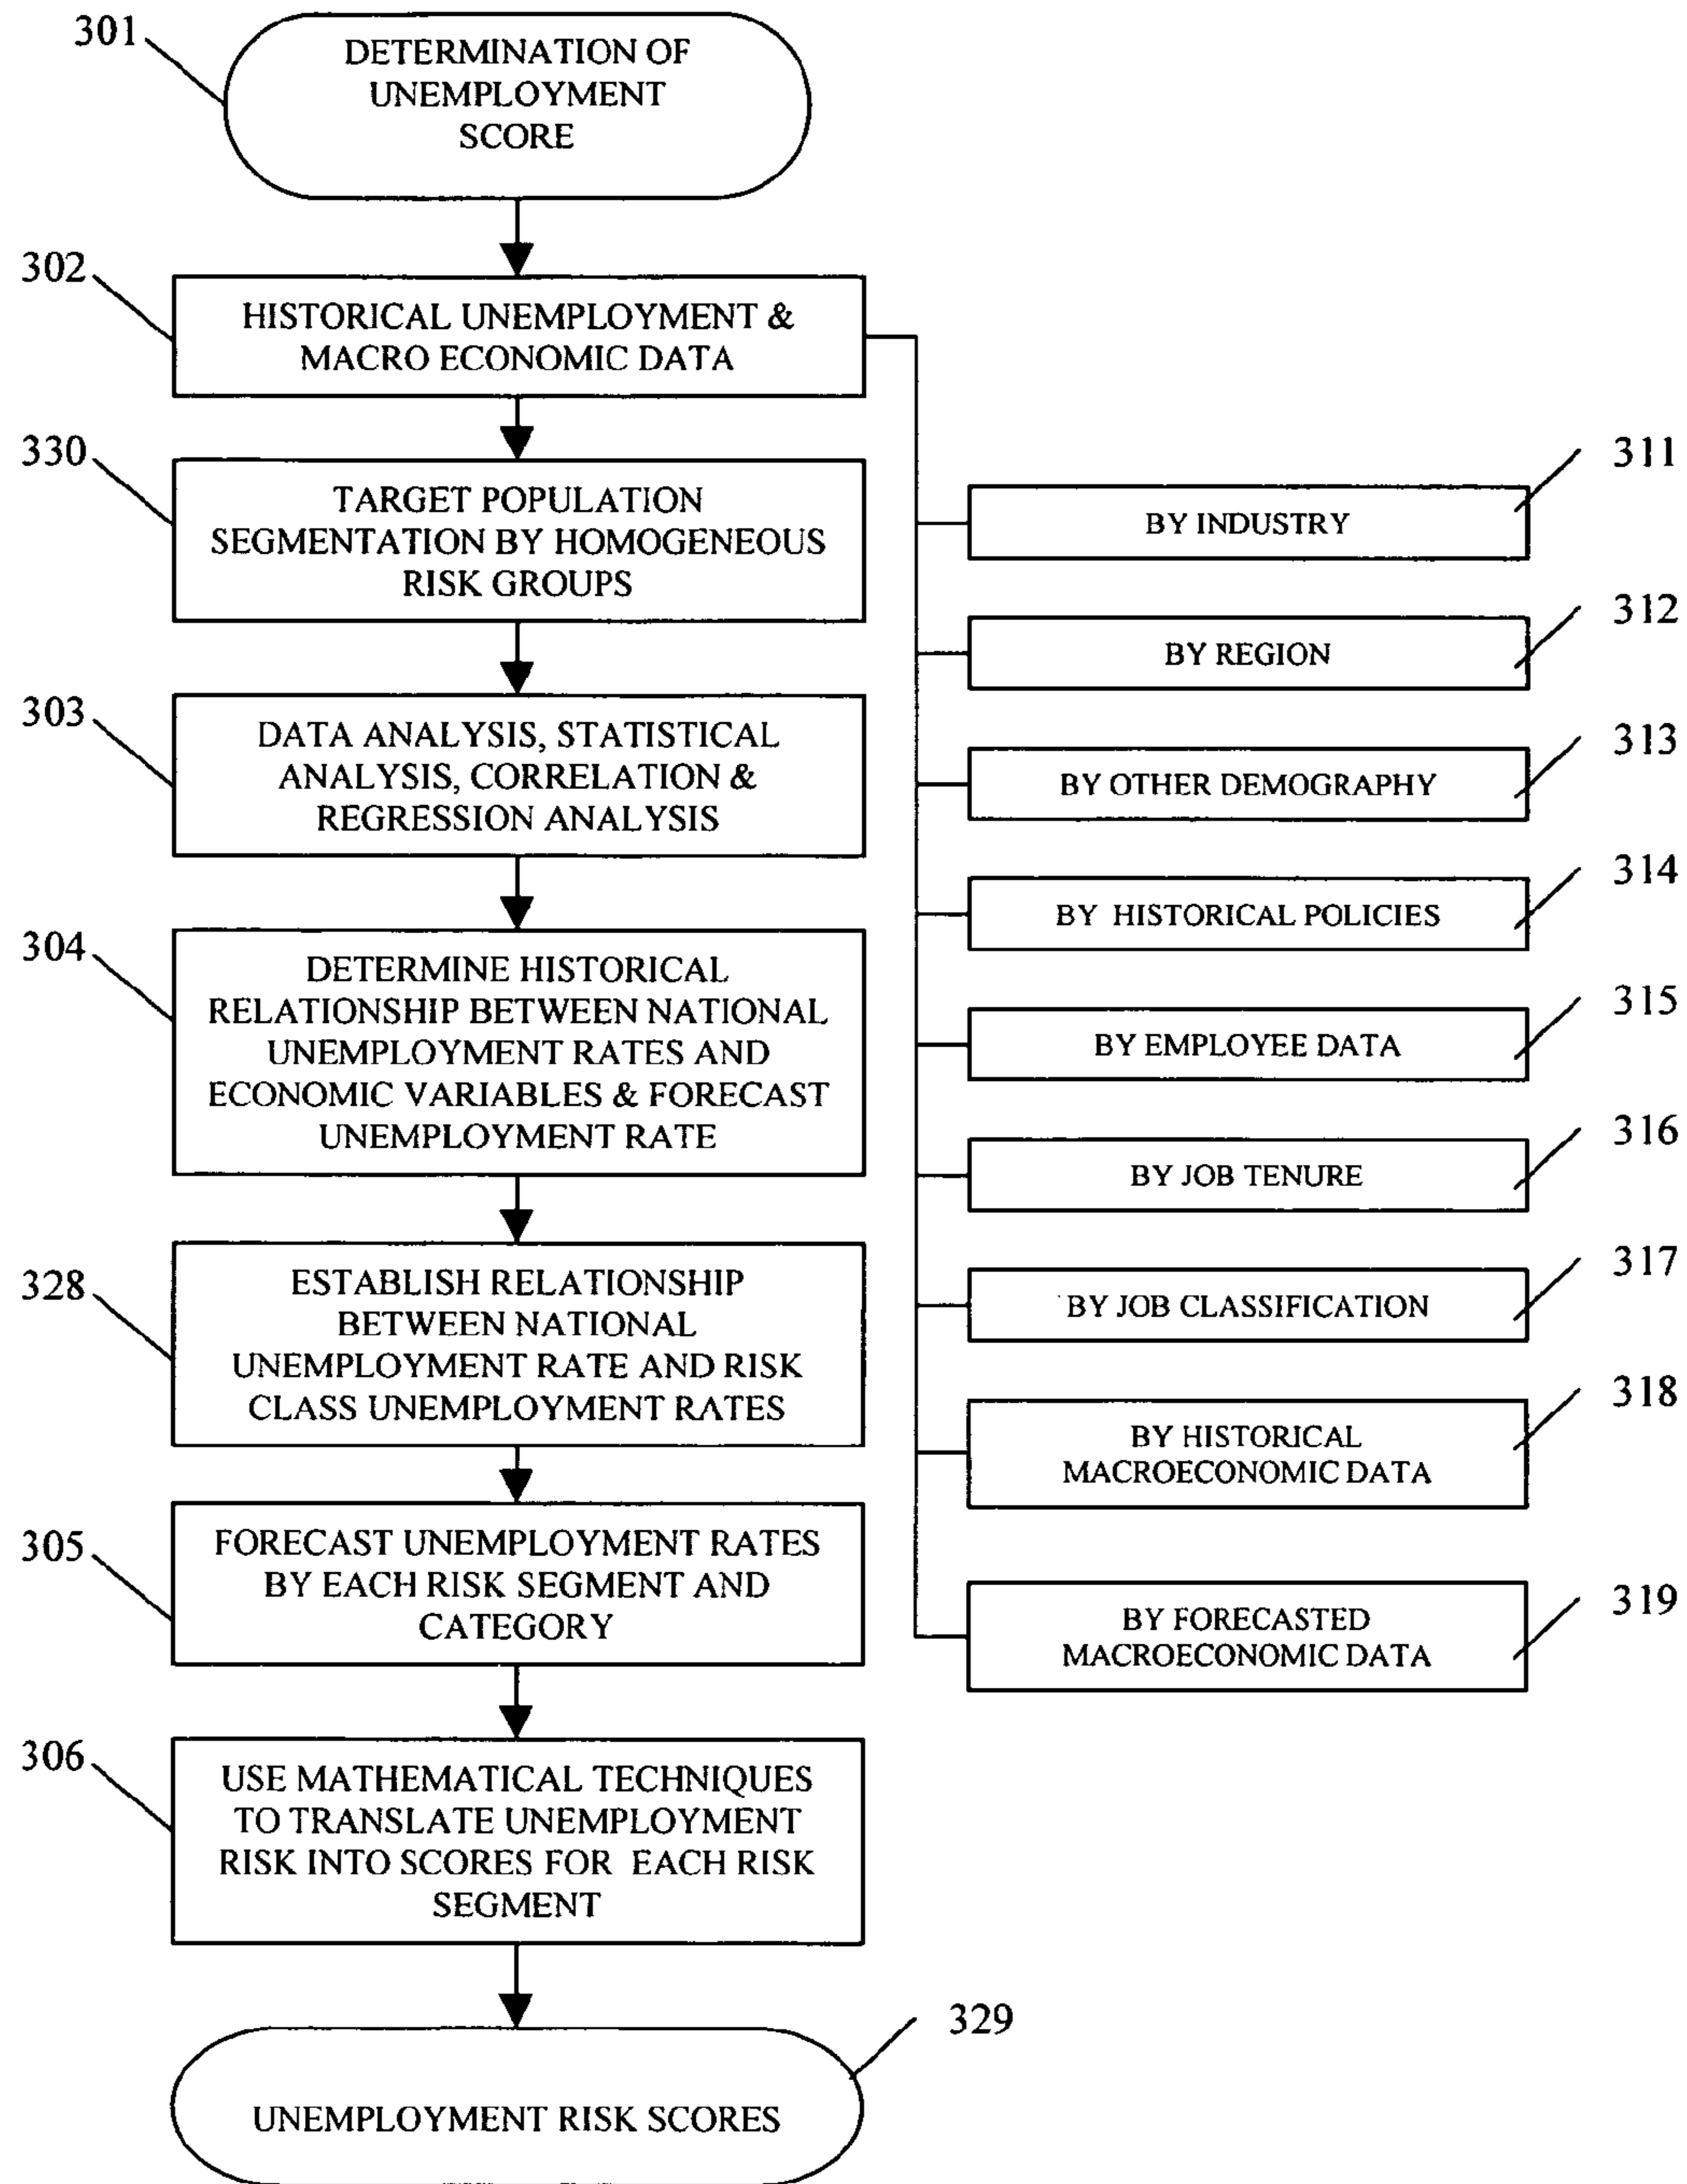 301
DETERMINATION OF
UNEMPLOYMENT
SCORE
302
HISTORICAL UNEMPLOYMENT &
MACRO ECONOMIC DATA
330
TARGET POPULATION
SEGMENTATION BY HOMOGENEOUS
RISK GROUPS
303
DATA ANALYSIS, STATISTICAL
ANALYSIS, CORRELATION &
REGRESSION ANALYSIS
304
DETERMINE HISTORICAL
RELATIONSHIP BETWEEN NATIONAL
UNEMPLOYMENT RATES AND
ECONOMIC VARIABLES & FORECAST
UNEMPLOYMENT RATE
328
ESTABLISH RELATIONSHIP
BETWEEN NATIONAL
UNEMPLOYMENT RATE AND RISK
CLASS UNEMPLOYMENT RATES
305
FORECAST UNEMPLOYMENT RATES
BY EACH RISK SEGMENT AND
CATEGORY
306
USE MATHEMATICAL TECHNIQUES
TO TRANSLATE UNEMPLOYMENT
RISK INTO SCORES FOR EACH RISK
SEGMENT
329
UNEMPLOYMENT RISK SCORES
311
BY INDUSTRY
312
BY REGION
313
BY OTHER DEMOGRAPHY
314
BY HISTORICAL POLICIES
315
BY EMPLOYEE DATA
316
BY JOB TENURE
317
BY JOB CLASSIFICATION
318
BY HISTORICAL
MACROECONOMIC DATA
319
BY FORECASTED
MACROECONOMIC DATA